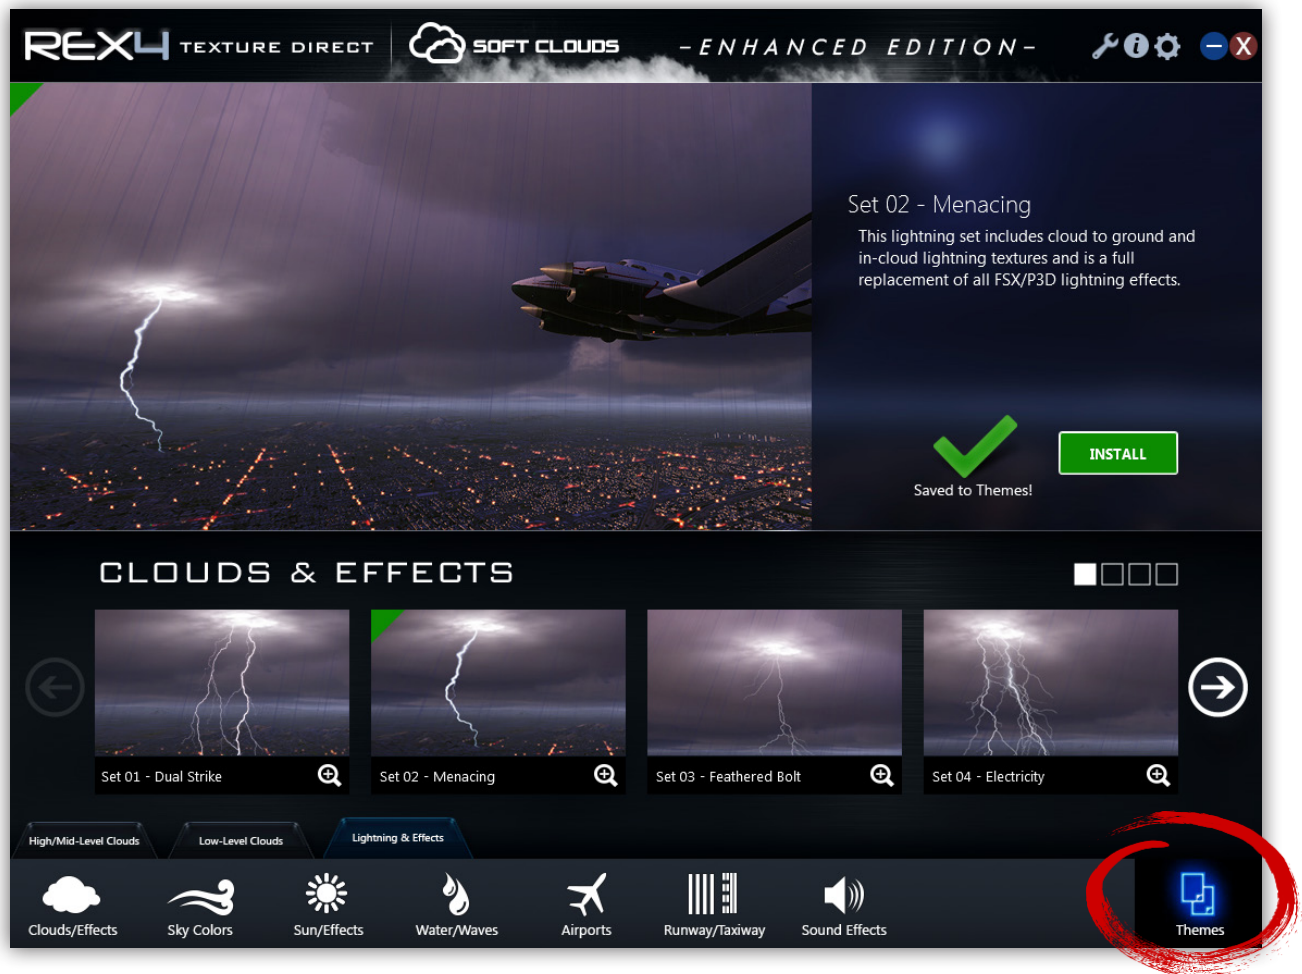 REX4 TEXTURE DIRECT SOFT CLOUDS –ENHANCED EDITION–
Set 02 - Menacing
This lightning set includes cloud to ground and
in-cloud lightning textures and is a full
replacement of all FSX/P3D lightning effects.
INSTALL
Saved to Themes!
CLOUDS & EFFECTS
Set 01 - Dual Strike
Set 02 - Menacing
Set 03 - Feathered Bolt
Set 04 - Electricity
High/Mid-Level Clouds
Low-Level Clouds
Lightning & Effects
Clouds/Effects
Sky Colors
Sun/Effects
Water/Waves
Airports
Runway/Taxiway
Sound Effects
Themes